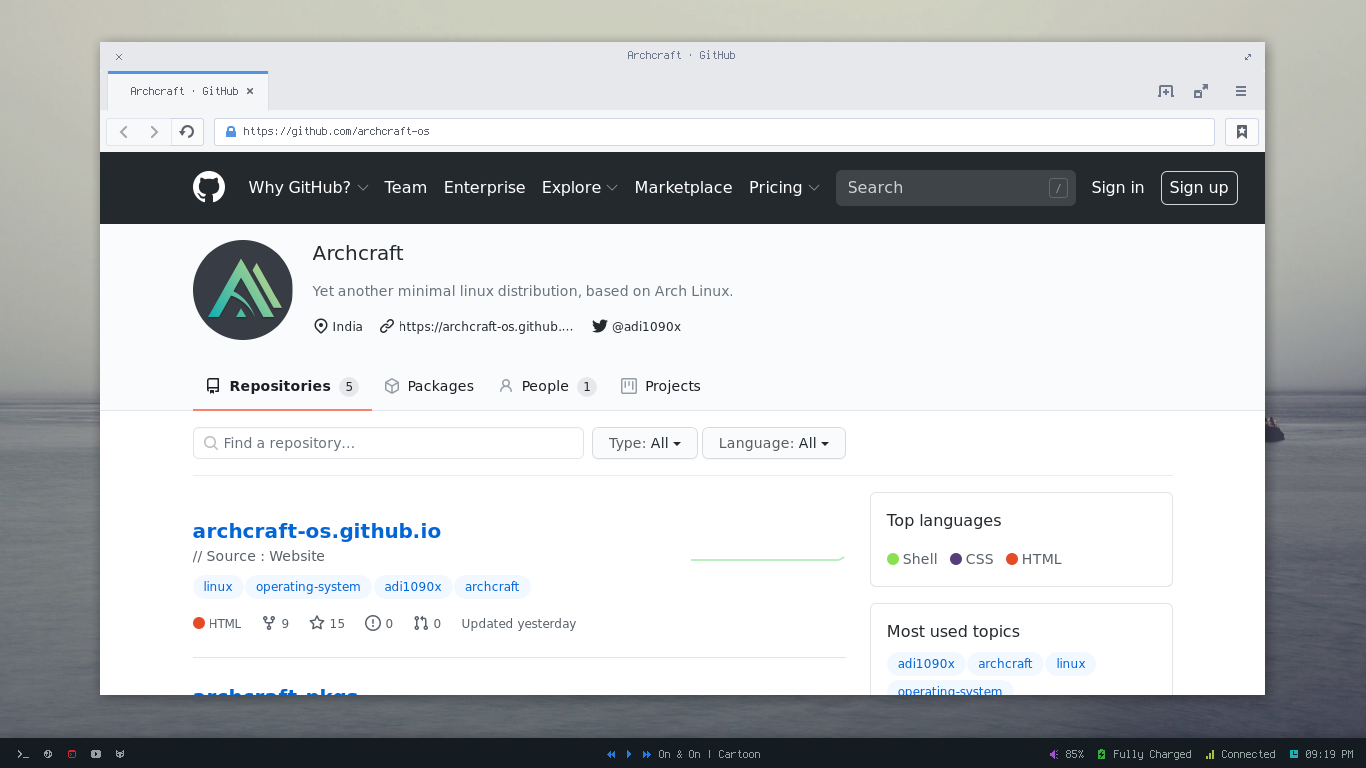 Archcraft · GitHub
Archcraft · GitHub
https://github.com/archcraft-os
Why GitHub? Team Enterprise Explore Marketplace Pricing Search / Sign in Sign up
Archcraft
Yet another minimal linux distribution, based on Arch Linux.
India https://archcraft-os.github.... @adi1090x
Repositories 5 Packages People 1 Projects
Find a repository... Type: All Language: All
archcraft-os.github.io
// Source : Website
linux operating-system adi1090x archcraft
HTML 9 15 0 0 Updated yesterday
archcraft-pkgs
Top languages
Shell CSS HTML
Most used topics
adi1090x archcraft linux
operating-system
On & On | Cartoon 85% Fully Charged Connected 09:19 PM